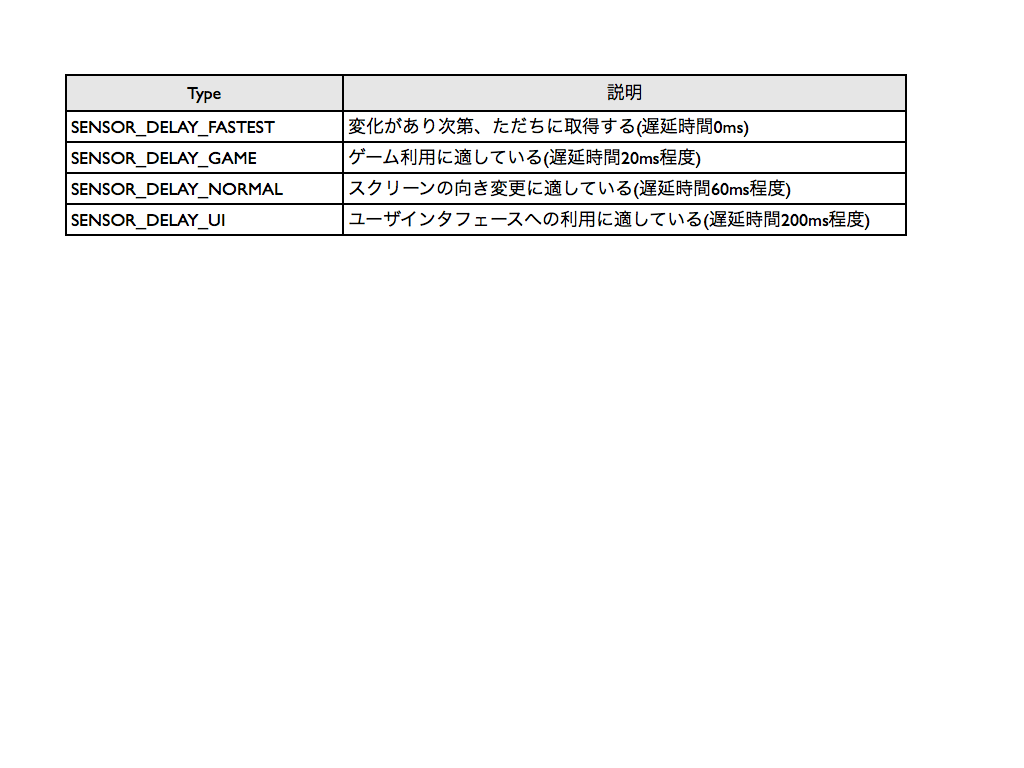 Type 説明
SENSOR_DELAY_FASTEST 変化があり次第、ただちに取得する(遅延時間0ms)
SENSOR_DELAY_GAME ゲーム利用に適している(遅延時間20ms程度)
SENSOR_DELAY_NORMAL スクリーンの向き変更に適している(遅延時間60ms程度)
SENSOR_DELAY_UI ユーザインタフェースへの利用に適している(遅延時間200ms程度)